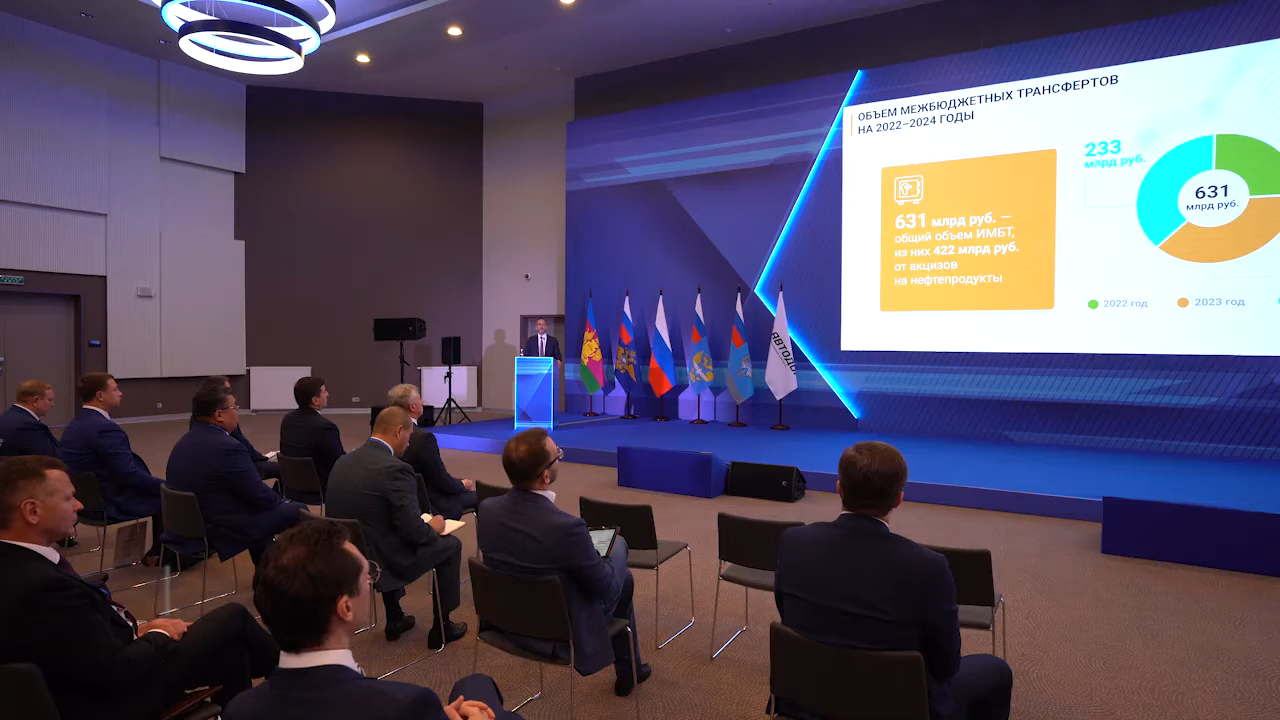 ОБЪЕМ МЕЖБЮДЖЕТНЫХ ТРАНСФЕРТОВ
НА 2022–2024 ГОДЫ
631 млрд руб. —
общий объем ИМБТ,
из них 422 млрд руб.
от акцизов
на нефтепродукты
233
млрд руб.
631
млрд руб.
2022 год
2023 год